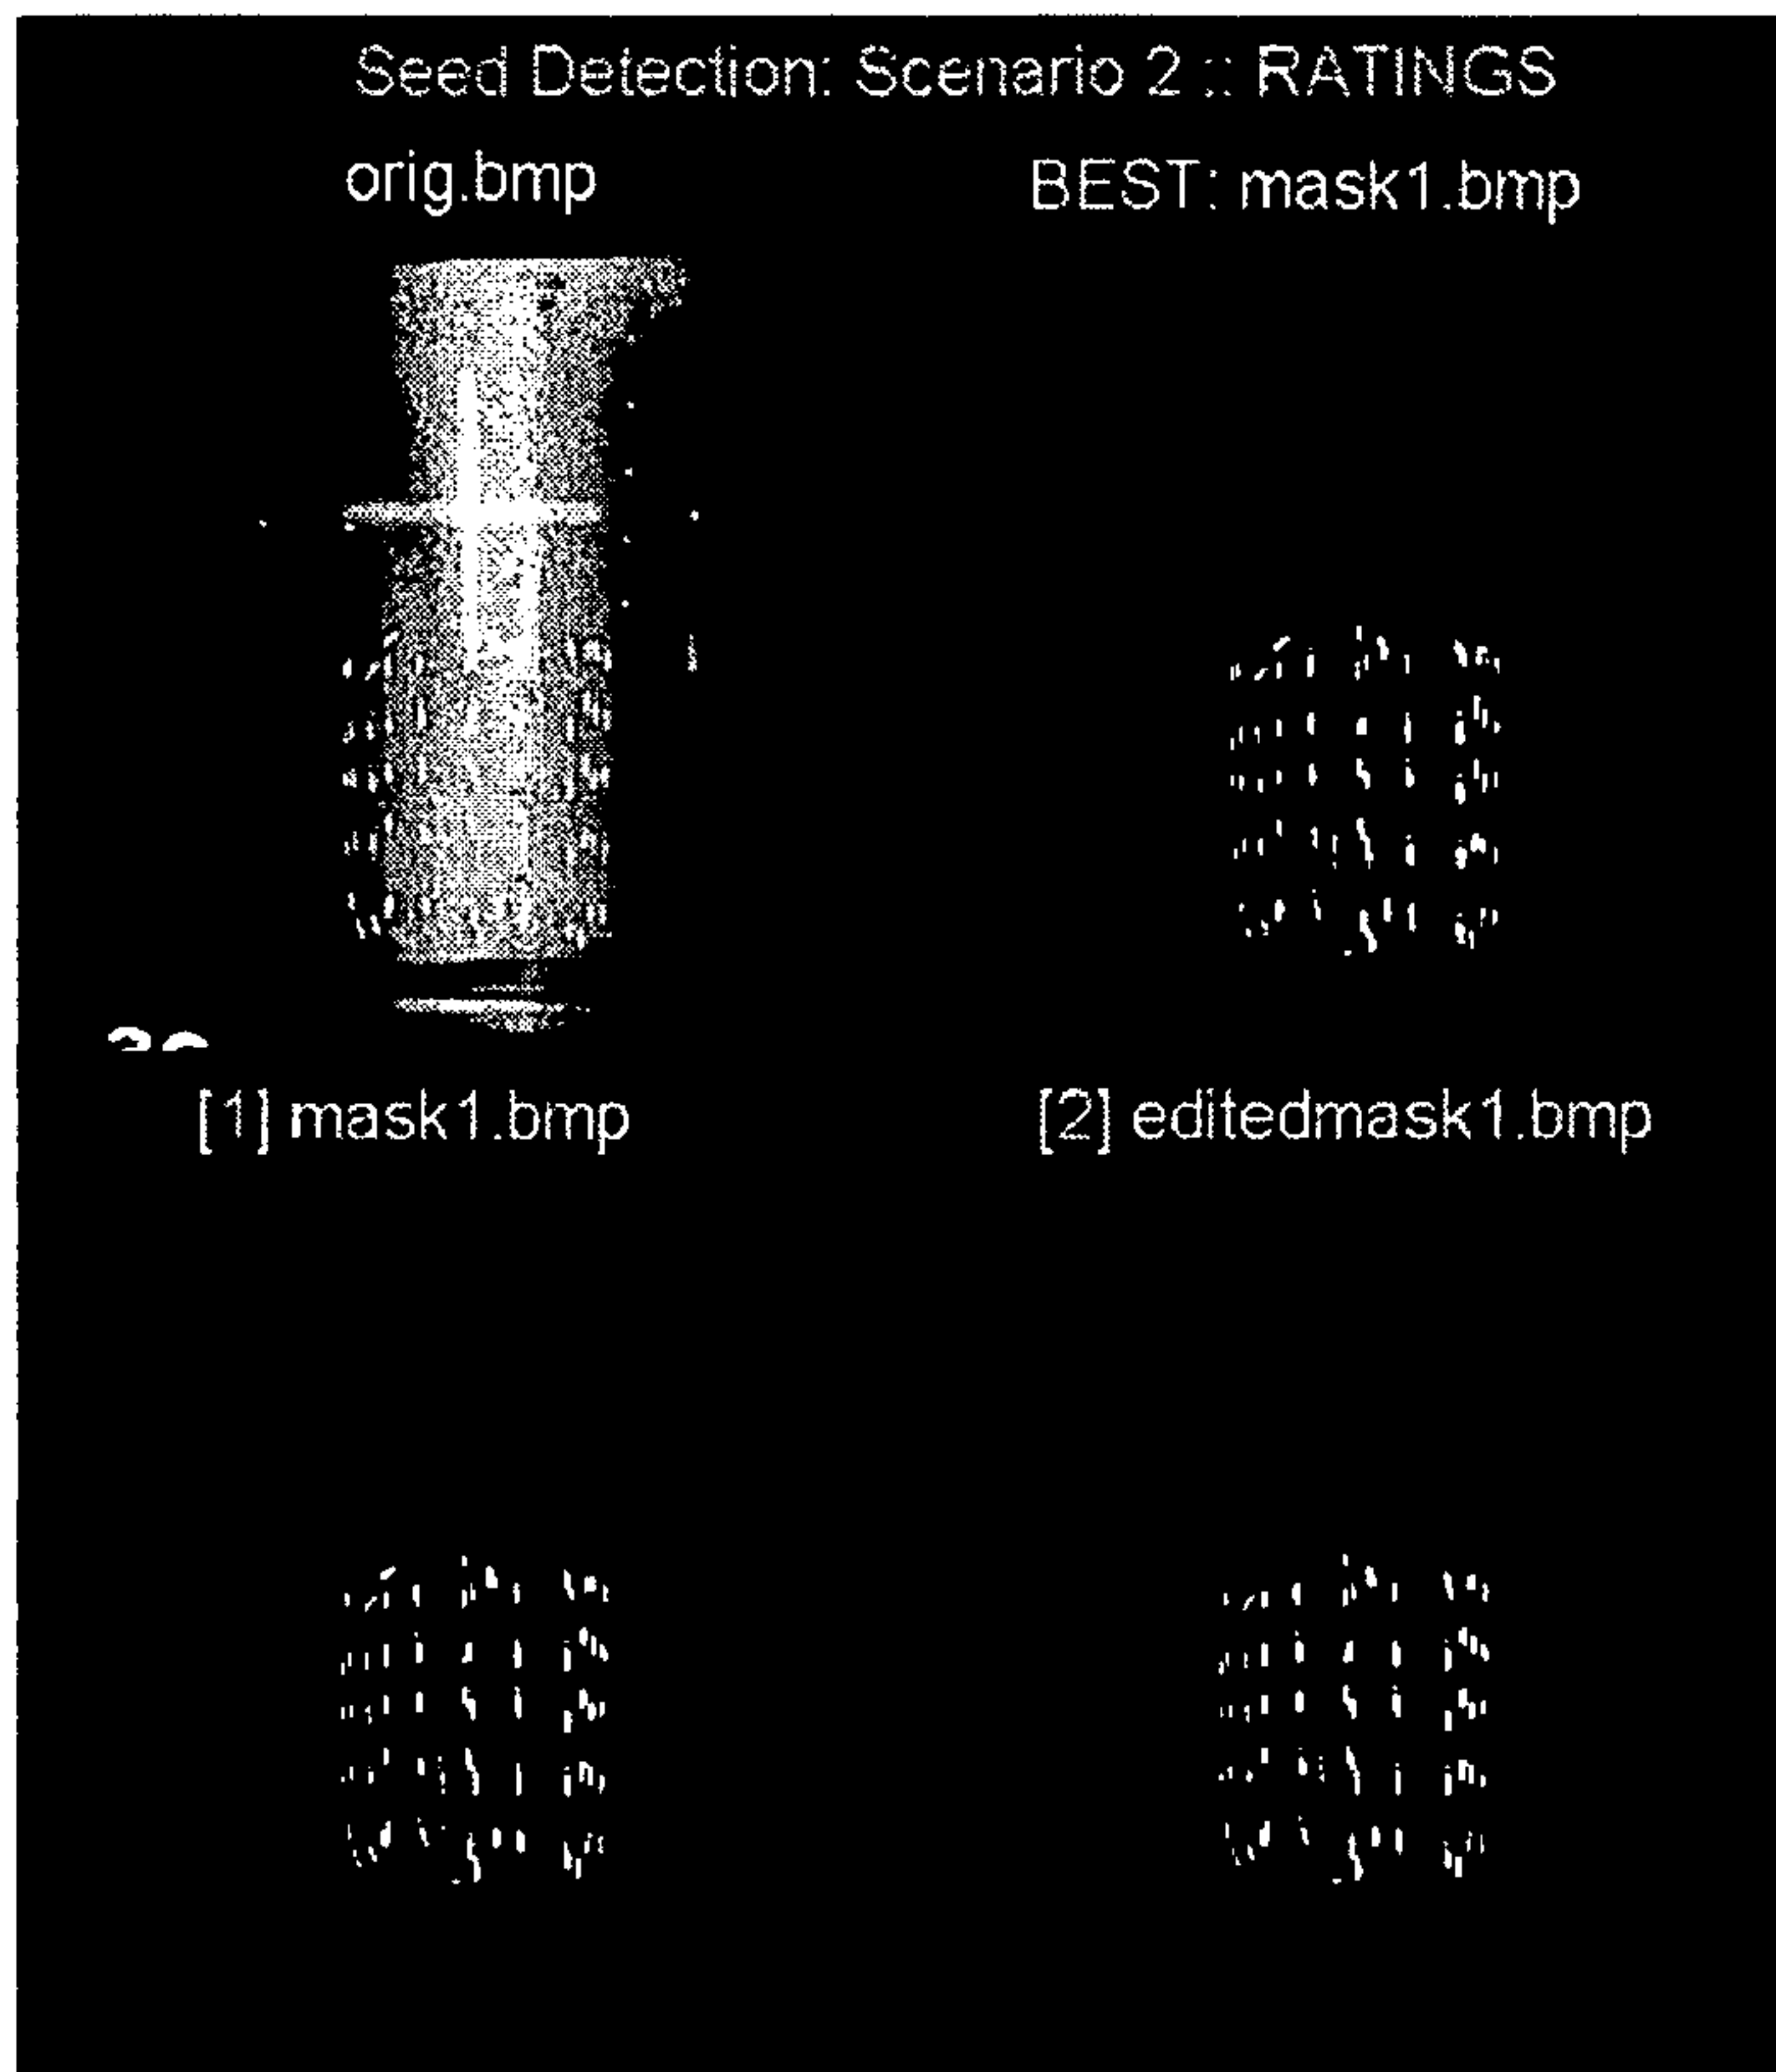 Seed Detection: Scenario 2 :: RATINGS
orig.bmp
BEST: mask1.bmp
[1] mask1.bmp
[2] editedmask1.bmp